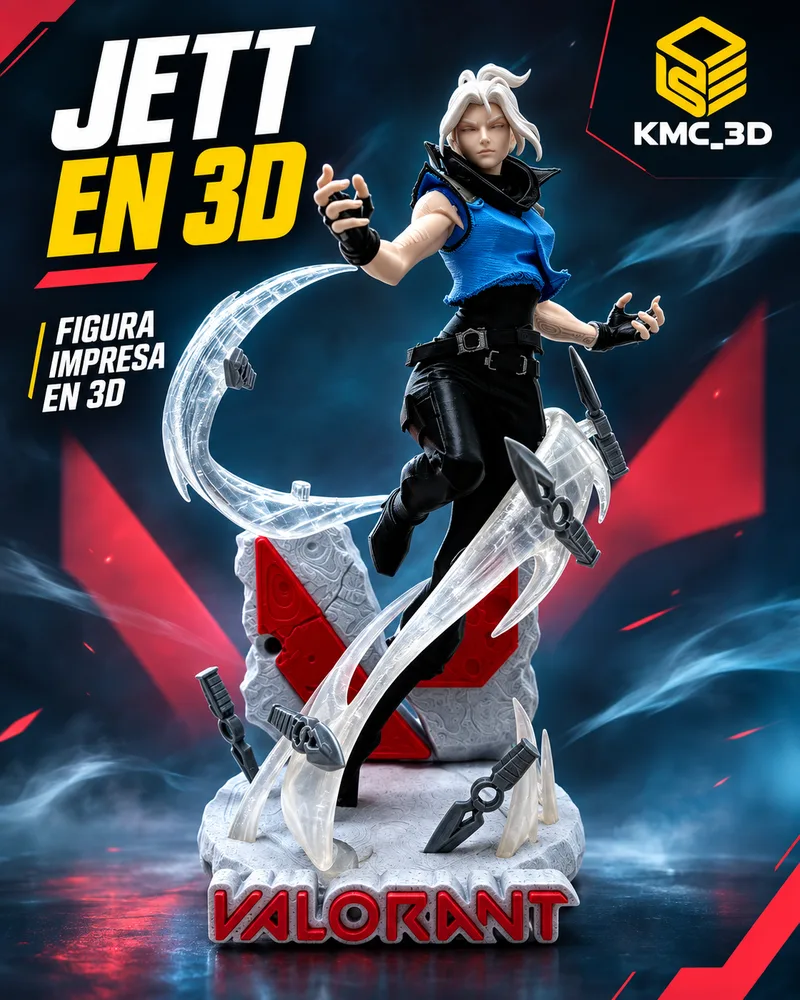 JETT
EN 3D
KMC_3D
FIGURA
IMPRESA
EN 3D
VALORANT